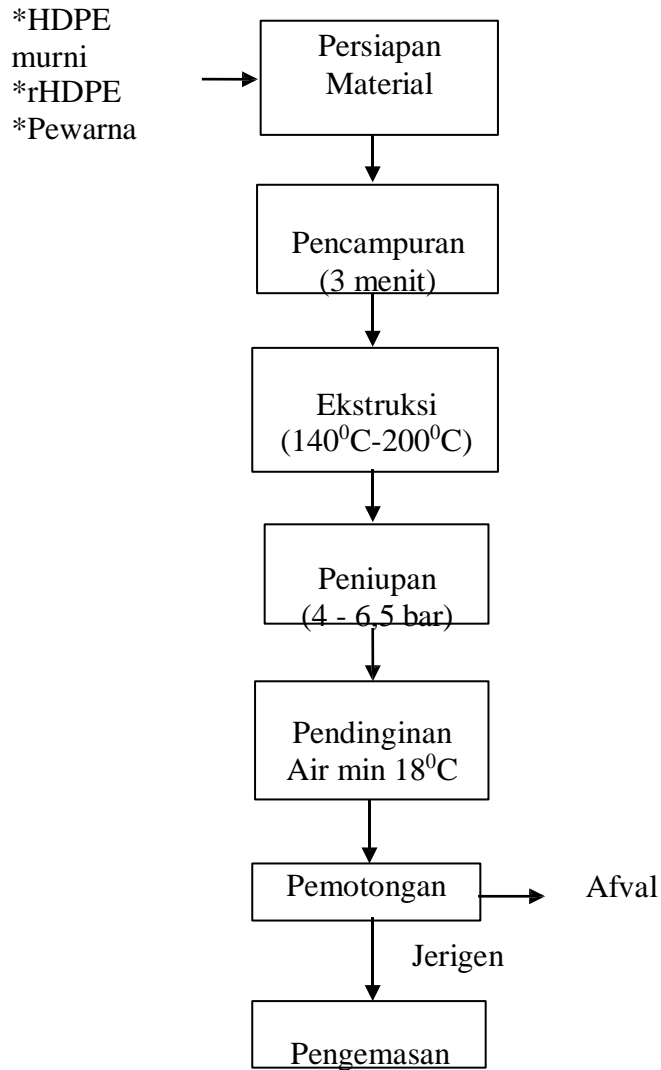 *HDPE
murni
*rHDPE
*Pewarna
Persiapan
Material
Pencampuran
(3 menit)
Ekstruksi
(140⁰C-200⁰C)
Peniupan
(4 - 6,5 bar)
Pendinginan
Air min 18⁰C
Pemotongan
Afval
Jerigen
Pengemasan